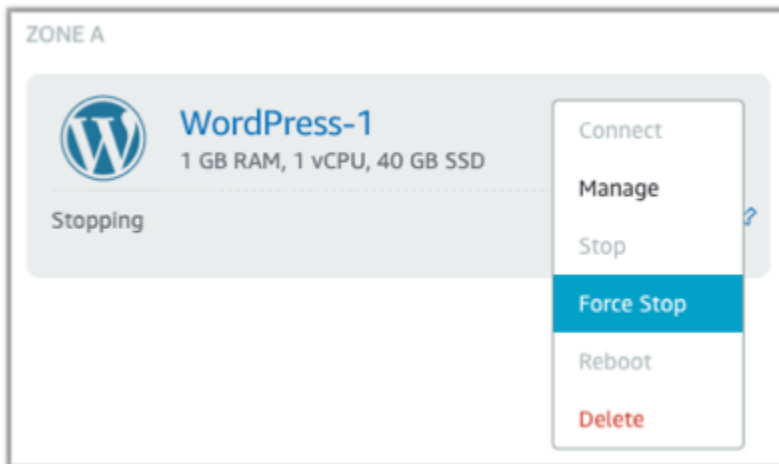 ZONE A
WordPress-1
1 GB RAM, 1 vCPU, 40 GB SSD
Stopping
Connect
Manage
Stop
Force Stop
Reboot
Delete